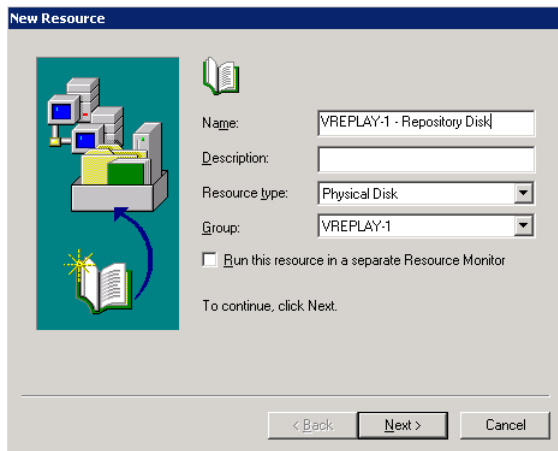 New Resource
Name: VREPLAY-1 - Repository Disk
Description:
Resource type: Physical Disk
Group: VREPLAY-1
Run this resource in a separate Resource Monitor
To continue, click Next.
< Back Next > Cancel